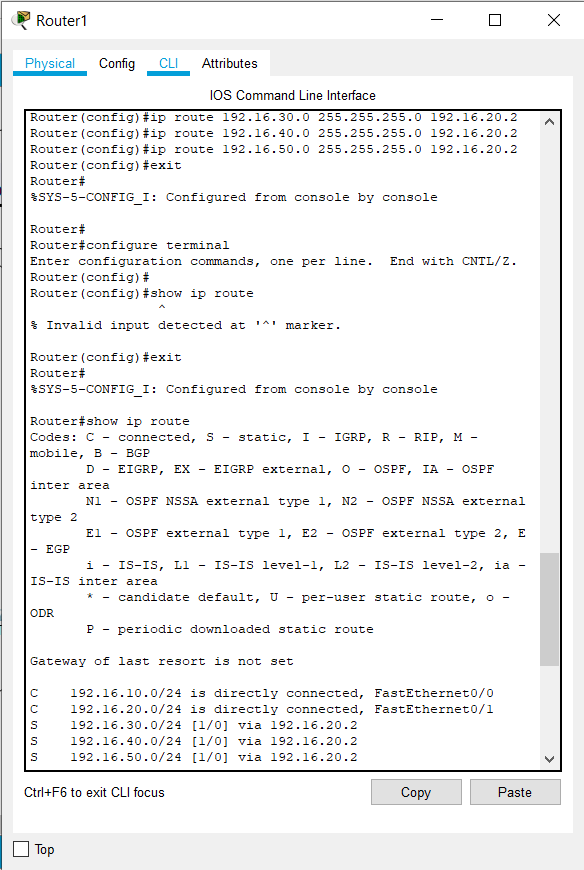 Router1
Physical Config CLI Attributes
IOS Command Line Interface
Router(config)#ip route 192.16.30.0 255.255.255.0 192.16.20.2
Router(config)#ip route 192.16.40.0 255.255.255.0 192.16.20.2
Router(config)#ip route 192.16.50.0 255.255.255.0 192.16.20.2
Router(config)#exit
Router#
%SYS-5-CONFIG_I: Configured from console by console
Router#
Router#configure terminal
Enter configuration commands, one per line.  End with CNTL/Z.
Router(config)#
Router(config)#show ip route
^
% Invalid input detected at '^' marker.
Router(config)#exit
Router#
%SYS-5-CONFIG_I: Configured from console by console
Router#show ip route
Codes: C - connected, S - static, I - IGRP, R - RIP, M -
mobile, B - BGP
D - EIGRP, EX - EIGRP external, O - OSPF, IA - OSPF
inter area
N1 - OSPF NSSA external type 1, N2 - OSPF NSSA external
type 2
E1 - OSPF external type 1, E2 - OSPF external type 2, E
- EGP
i - IS-IS, L1 - IS-IS level-1, L2 - IS-IS level-2, ia -
IS-IS inter area
* - candidate default, U - per-user static route, o -
ODR
P - periodic downloaded static route
Gateway of last resort is not set
C    192.16.10.0/24 is directly connected, FastEthernet0/0
C    192.16.20.0/24 is directly connected, FastEthernet0/1
S    192.16.30.0/24 [1/0] via 192.16.20.2
S    192.16.40.0/24 [1/0] via 192.16.20.2
S    192.16.50.0/24 [1/0] via 192.16.20.2
Ctrl+F6 to exit CLI focus
Copy Paste
Top